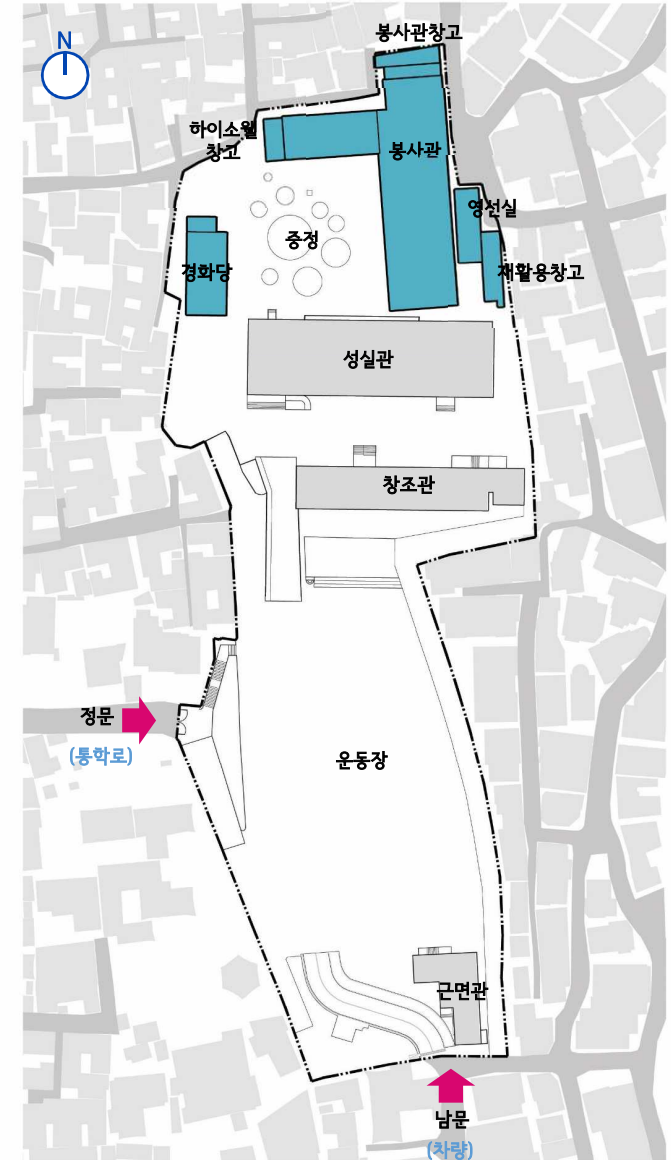 N
봉사관창고
하이소월
창고
봉사관
영선실
중정
경화당
재활용창고
성실관
창조관
정문
(통학로)
운동장
근면관
남문
(차량)